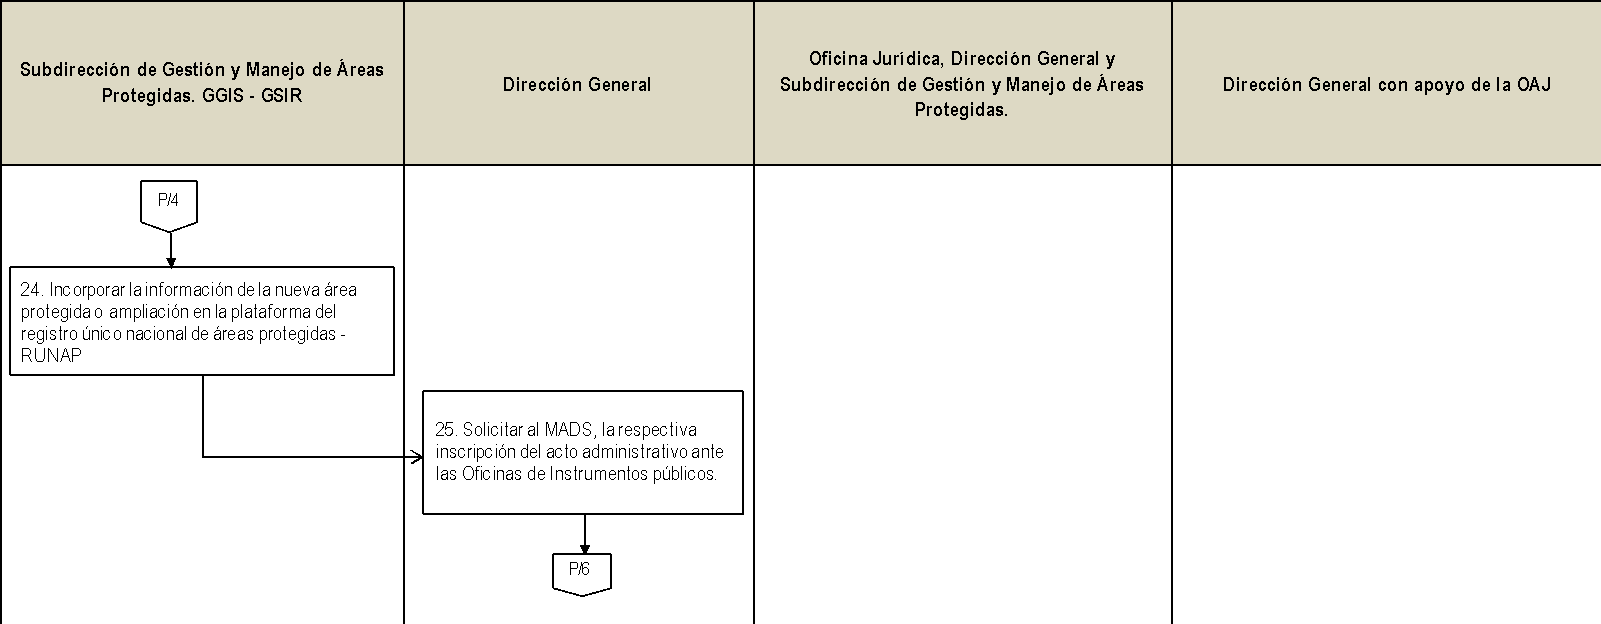 Subdirección de Gestión y Manejo de Áreas
Protegidas. GGIS - GSIR
Dirección General
Oficina Jurídica, Dirección General y
Subdirección de Gestión y Manejo de Áreas
Protegidas.
Dirección General con apoyo de la OAJ
P/4
24. Incorporar la información de la nueva área
protegida o ampliación en la plataforma del
registro único nacional de áreas protegidas -
RUNAP
25. Solicitar al MADS, la respectiva
inscripción del acto administrativo ante
las Oficinas de Instrumentos públicos.
P/6